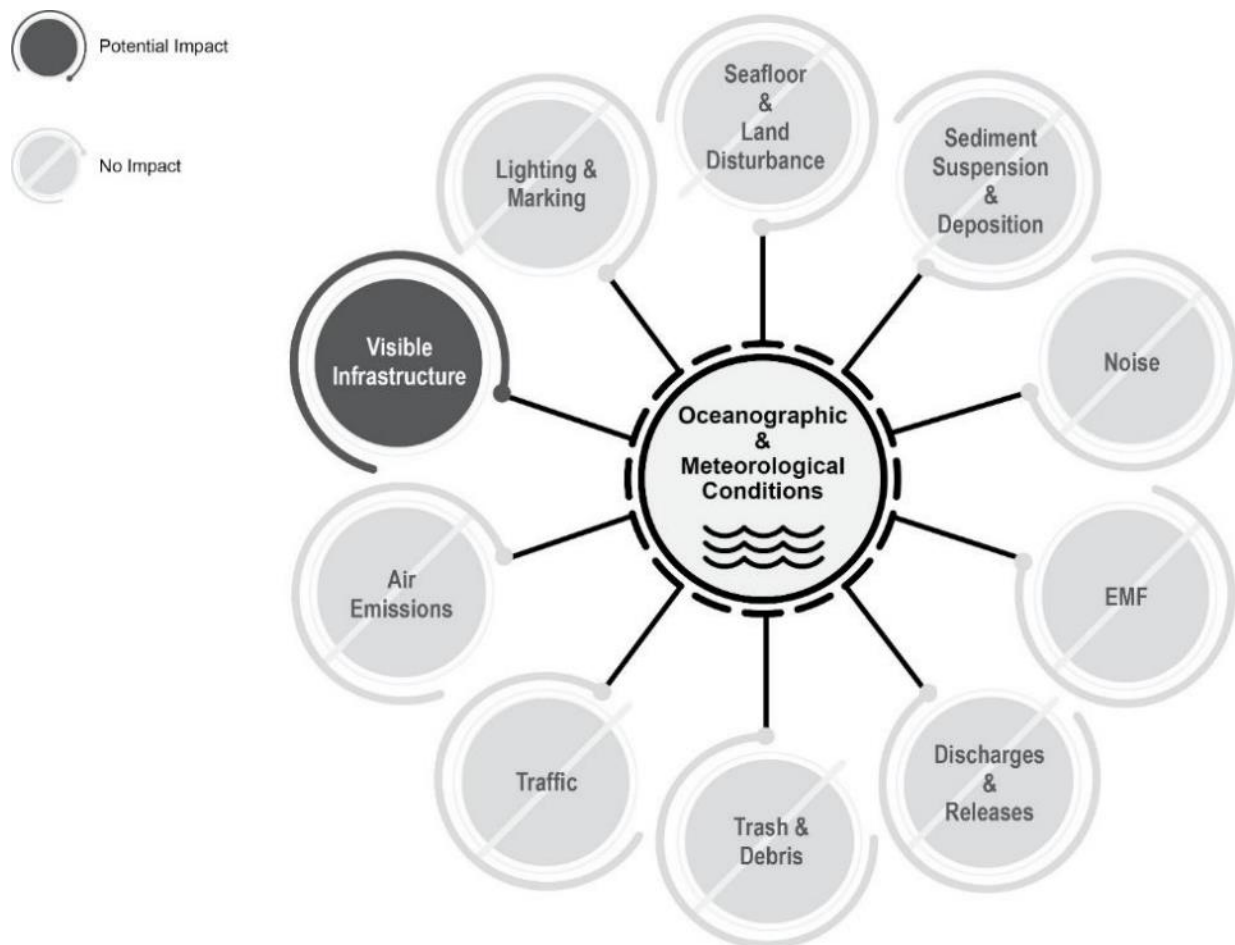 Potential Impact
No Impact
Seafloor
&
Land
Disturbance
Sediment
Suspension
&
Deposition
Noise
EMF
Discharges
&
Releases
Trash &
Debris
Traffic
Air
Emissions
Visible
Infrastructure
Lighting &
Marking
Oceanographic
&
Meteorological
Conditions